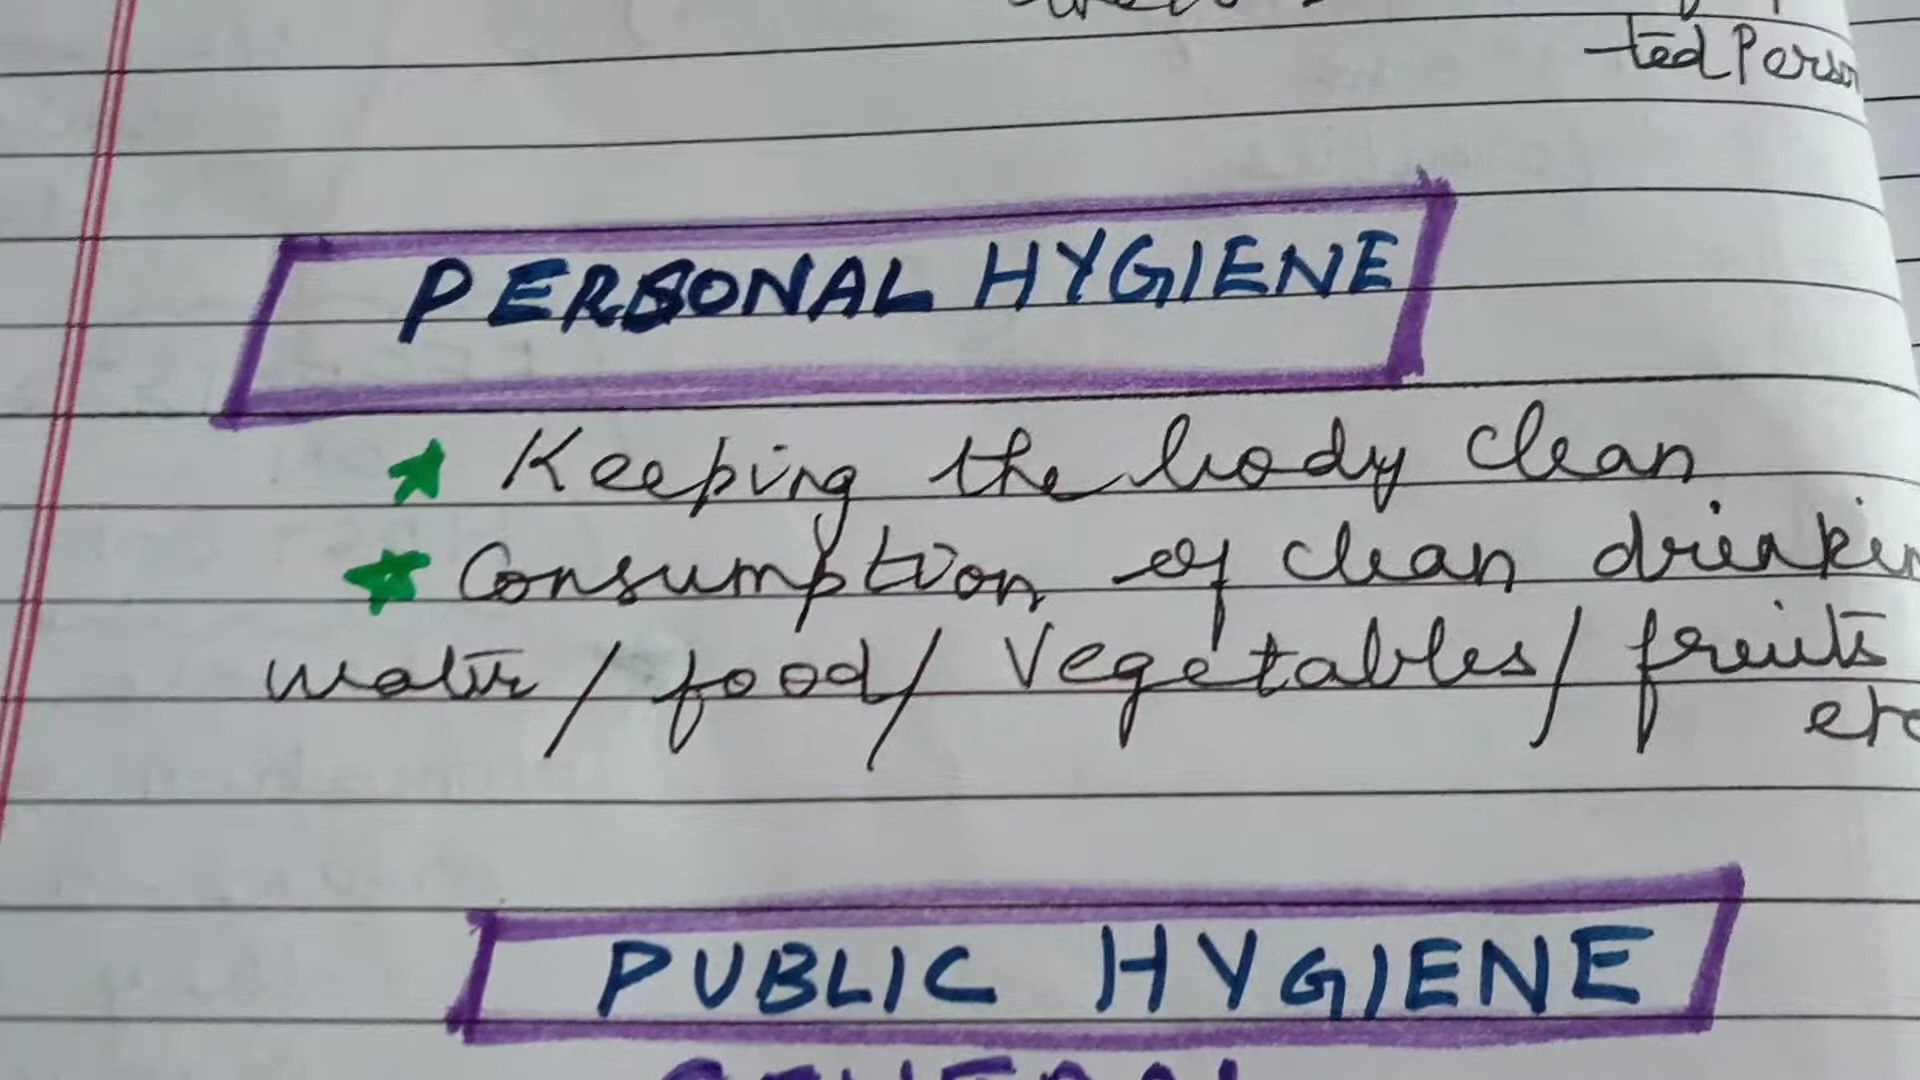 ted Person
PERSONAL HYGIENE
Keeping the body clean
Consumption of clean drinkin
water / food / Vegetables / fruits
etc
PUBLIC HYGIENE
GENERAL